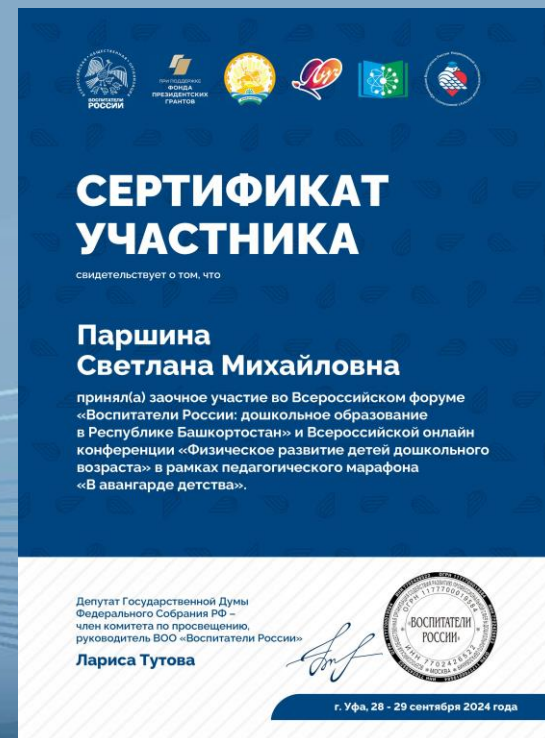 ВОСПИТАТЕЛИ
РОССИИ
ПРИ ПОДДЕРЖКЕ
ФОНДА
ПРЕЗИДЕНТСКИХ
ГРАНТОВ
Луч
СЕРТИФИКАТ
УЧАСТНИКА
свидетельствует о том, что
Паршина
Светлана Михайловна
принял(а) заочное участие во Всероссийском форуме
«Воспитатели России: дошкольное образование
в Республике Башкортостан» и Всероссийской онлайн
конференции «Физическое развитие детей дошкольного
возраста» в рамках педагогического марафона
«В авангарде детства».
Депутат Государственной Думы
Федерального Собрания РФ –
член комитета по просвещению,
руководитель ВОО «Воспитатели России»
Лариса Тутова
«ВОСПИТАТЕЛИ
РОССИИ»
г. Уфа, 28 - 29 сентября 2024 года